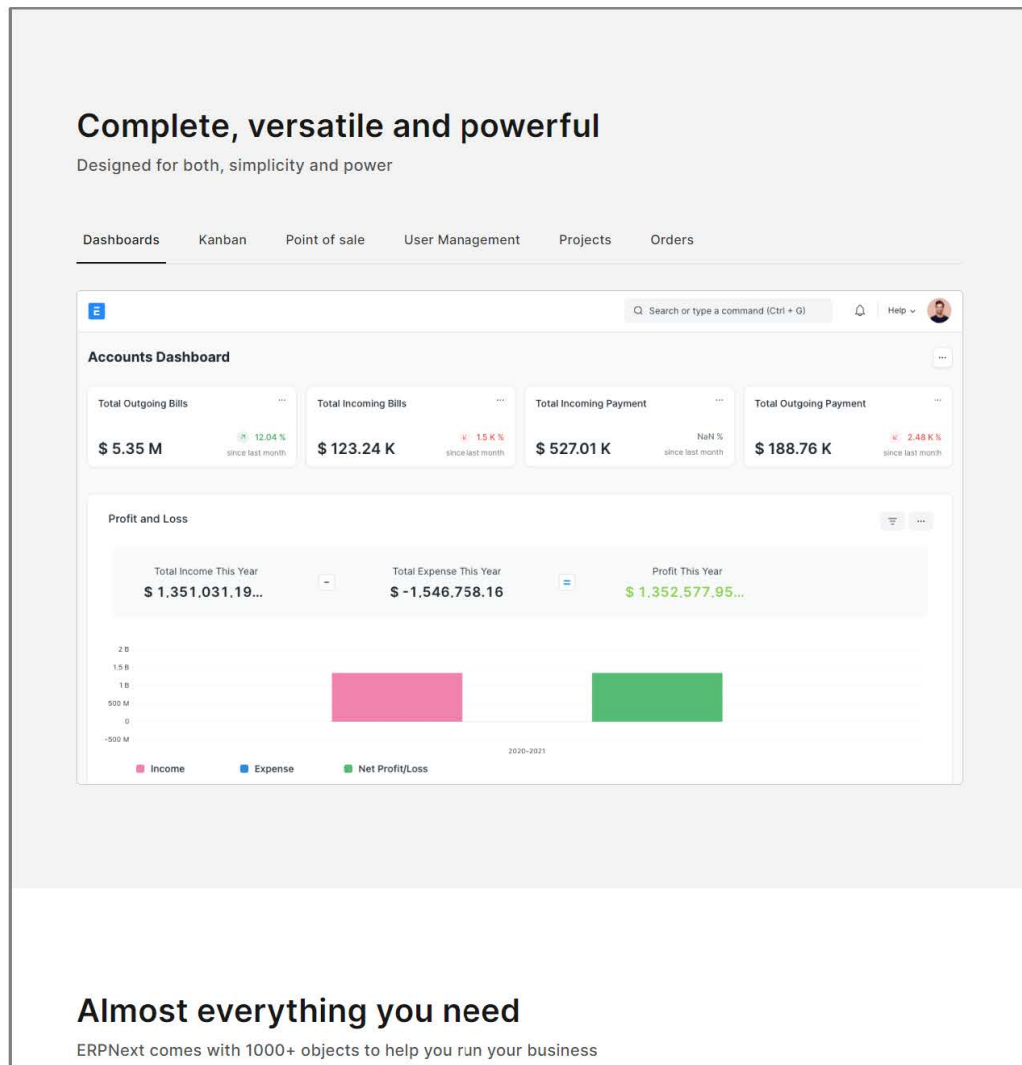 Complete, versatile and powerful
Designed for both, simplicity and power
Dashboards Kanban Point of sale User Management Projects Orders
E Search or type a command (Ctrl + G) Help
Accounts Dashboard ...
Total Outgoing Bills ... Total Incoming Bills ... Total Incoming Payment ... Total Outgoing Payment ...
12.04 % 1.5 K % NaN % 2.48 K %
$ 5.35 M since last month $ 123.24 K since last month $ 527.01 K since last month $ 188.76 K since last month
Profit and Loss ...
Total Income This Year Total Expense This Year Profit This Year
$ 1,351,031,19... - $ -1,546,758.16 = $ 1,352,577,95...
2 B
1.5 B
1 B
500 M
0
-500 M
2020-2021
Income Expense Net Profit/Loss
Almost everything you need
ERPNext comes with 1000+ objects to help you run your business